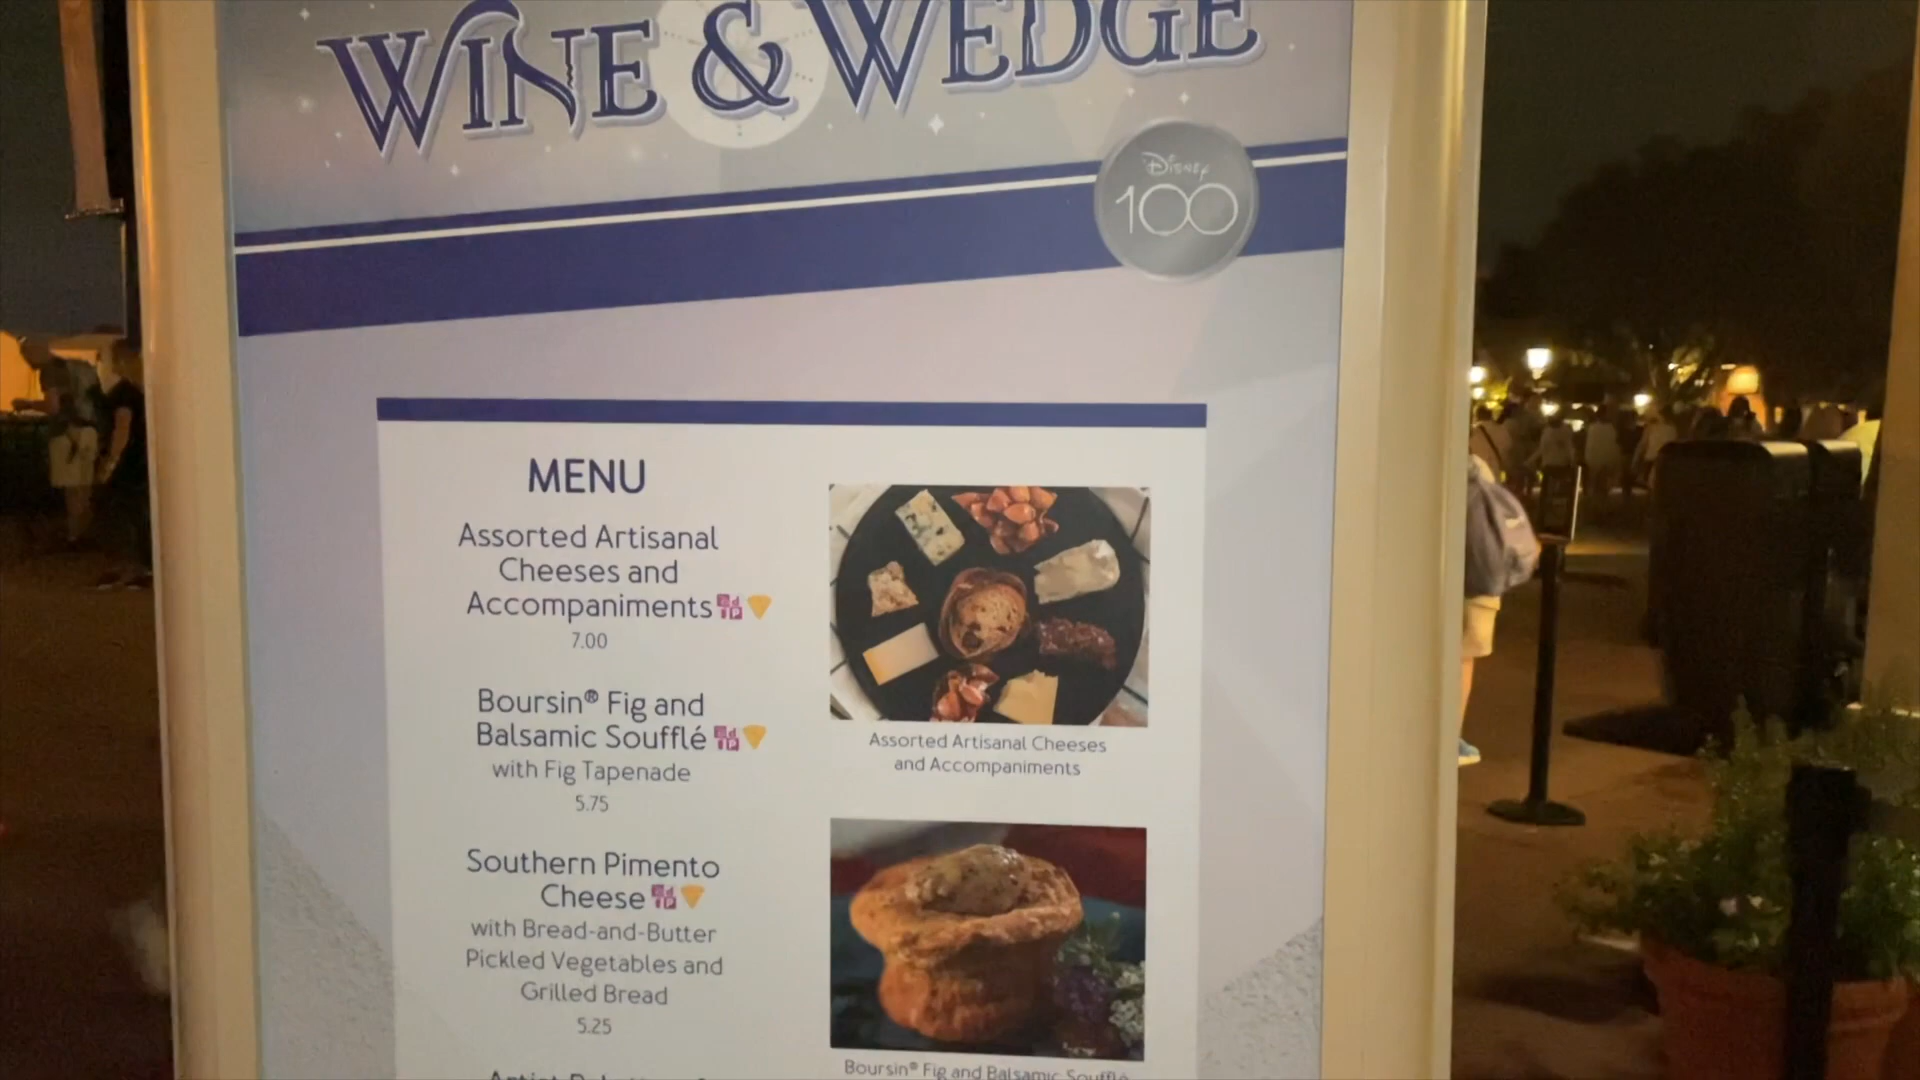 WINE & WEDGE
Disney
100
MENU
Assorted Artisanal
Cheeses and
Accompaniments
7.00
Boursin® Fig and
Balsamic Soufflé
with Fig Tapenade
5.75
Southern Pimento
Cheese
with Bread-and-Butter
Pickled Vegetables and
Grilled Bread
5.25
Assorted Artisanal Cheeses
and Accompaniments
Boursin® Fig and Balsamic Soufflé